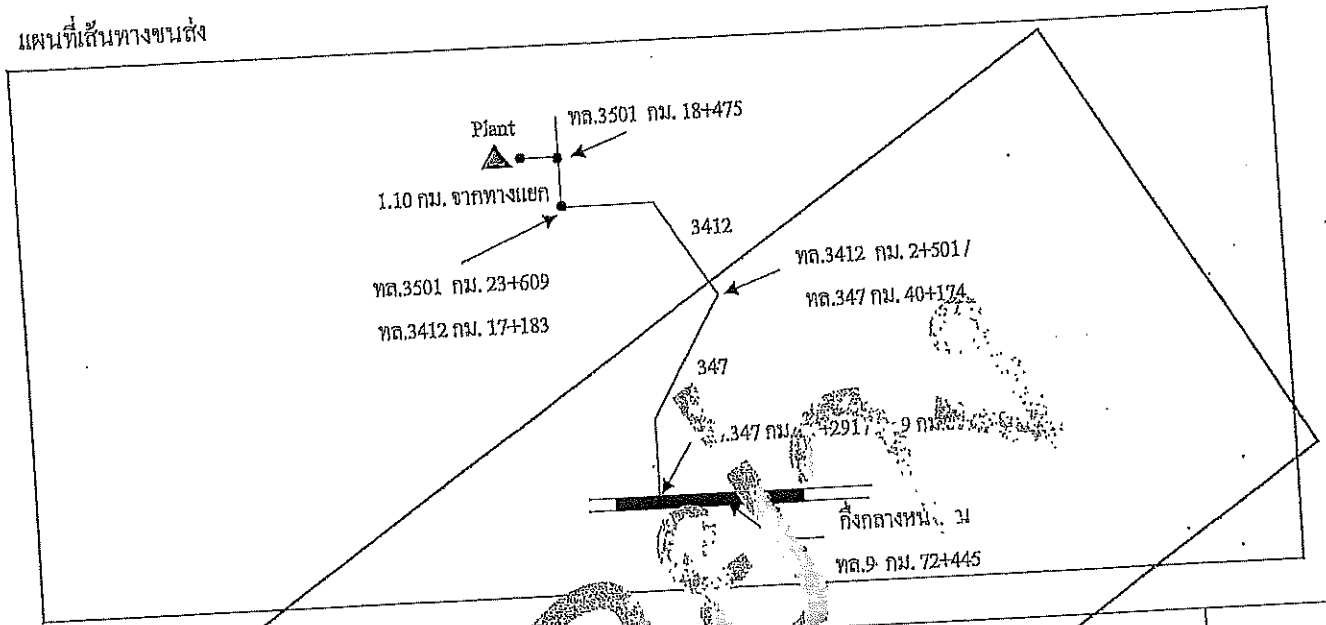 แผนที่เส้นทางขนส่ง
Plant
ทล.3501 กม. 18+475
1.10 กม. จากทางแยก
3412
ทล.3501 กม. 23+609
ทล.3412 กม. 17+183
ทล.3412 กม. 2+501 /
ทล.347 กม. 40+174
347
.347 กม. +291 / 9 กม.
กึ่งกลางหน่
ทล.9 กม. 72+445